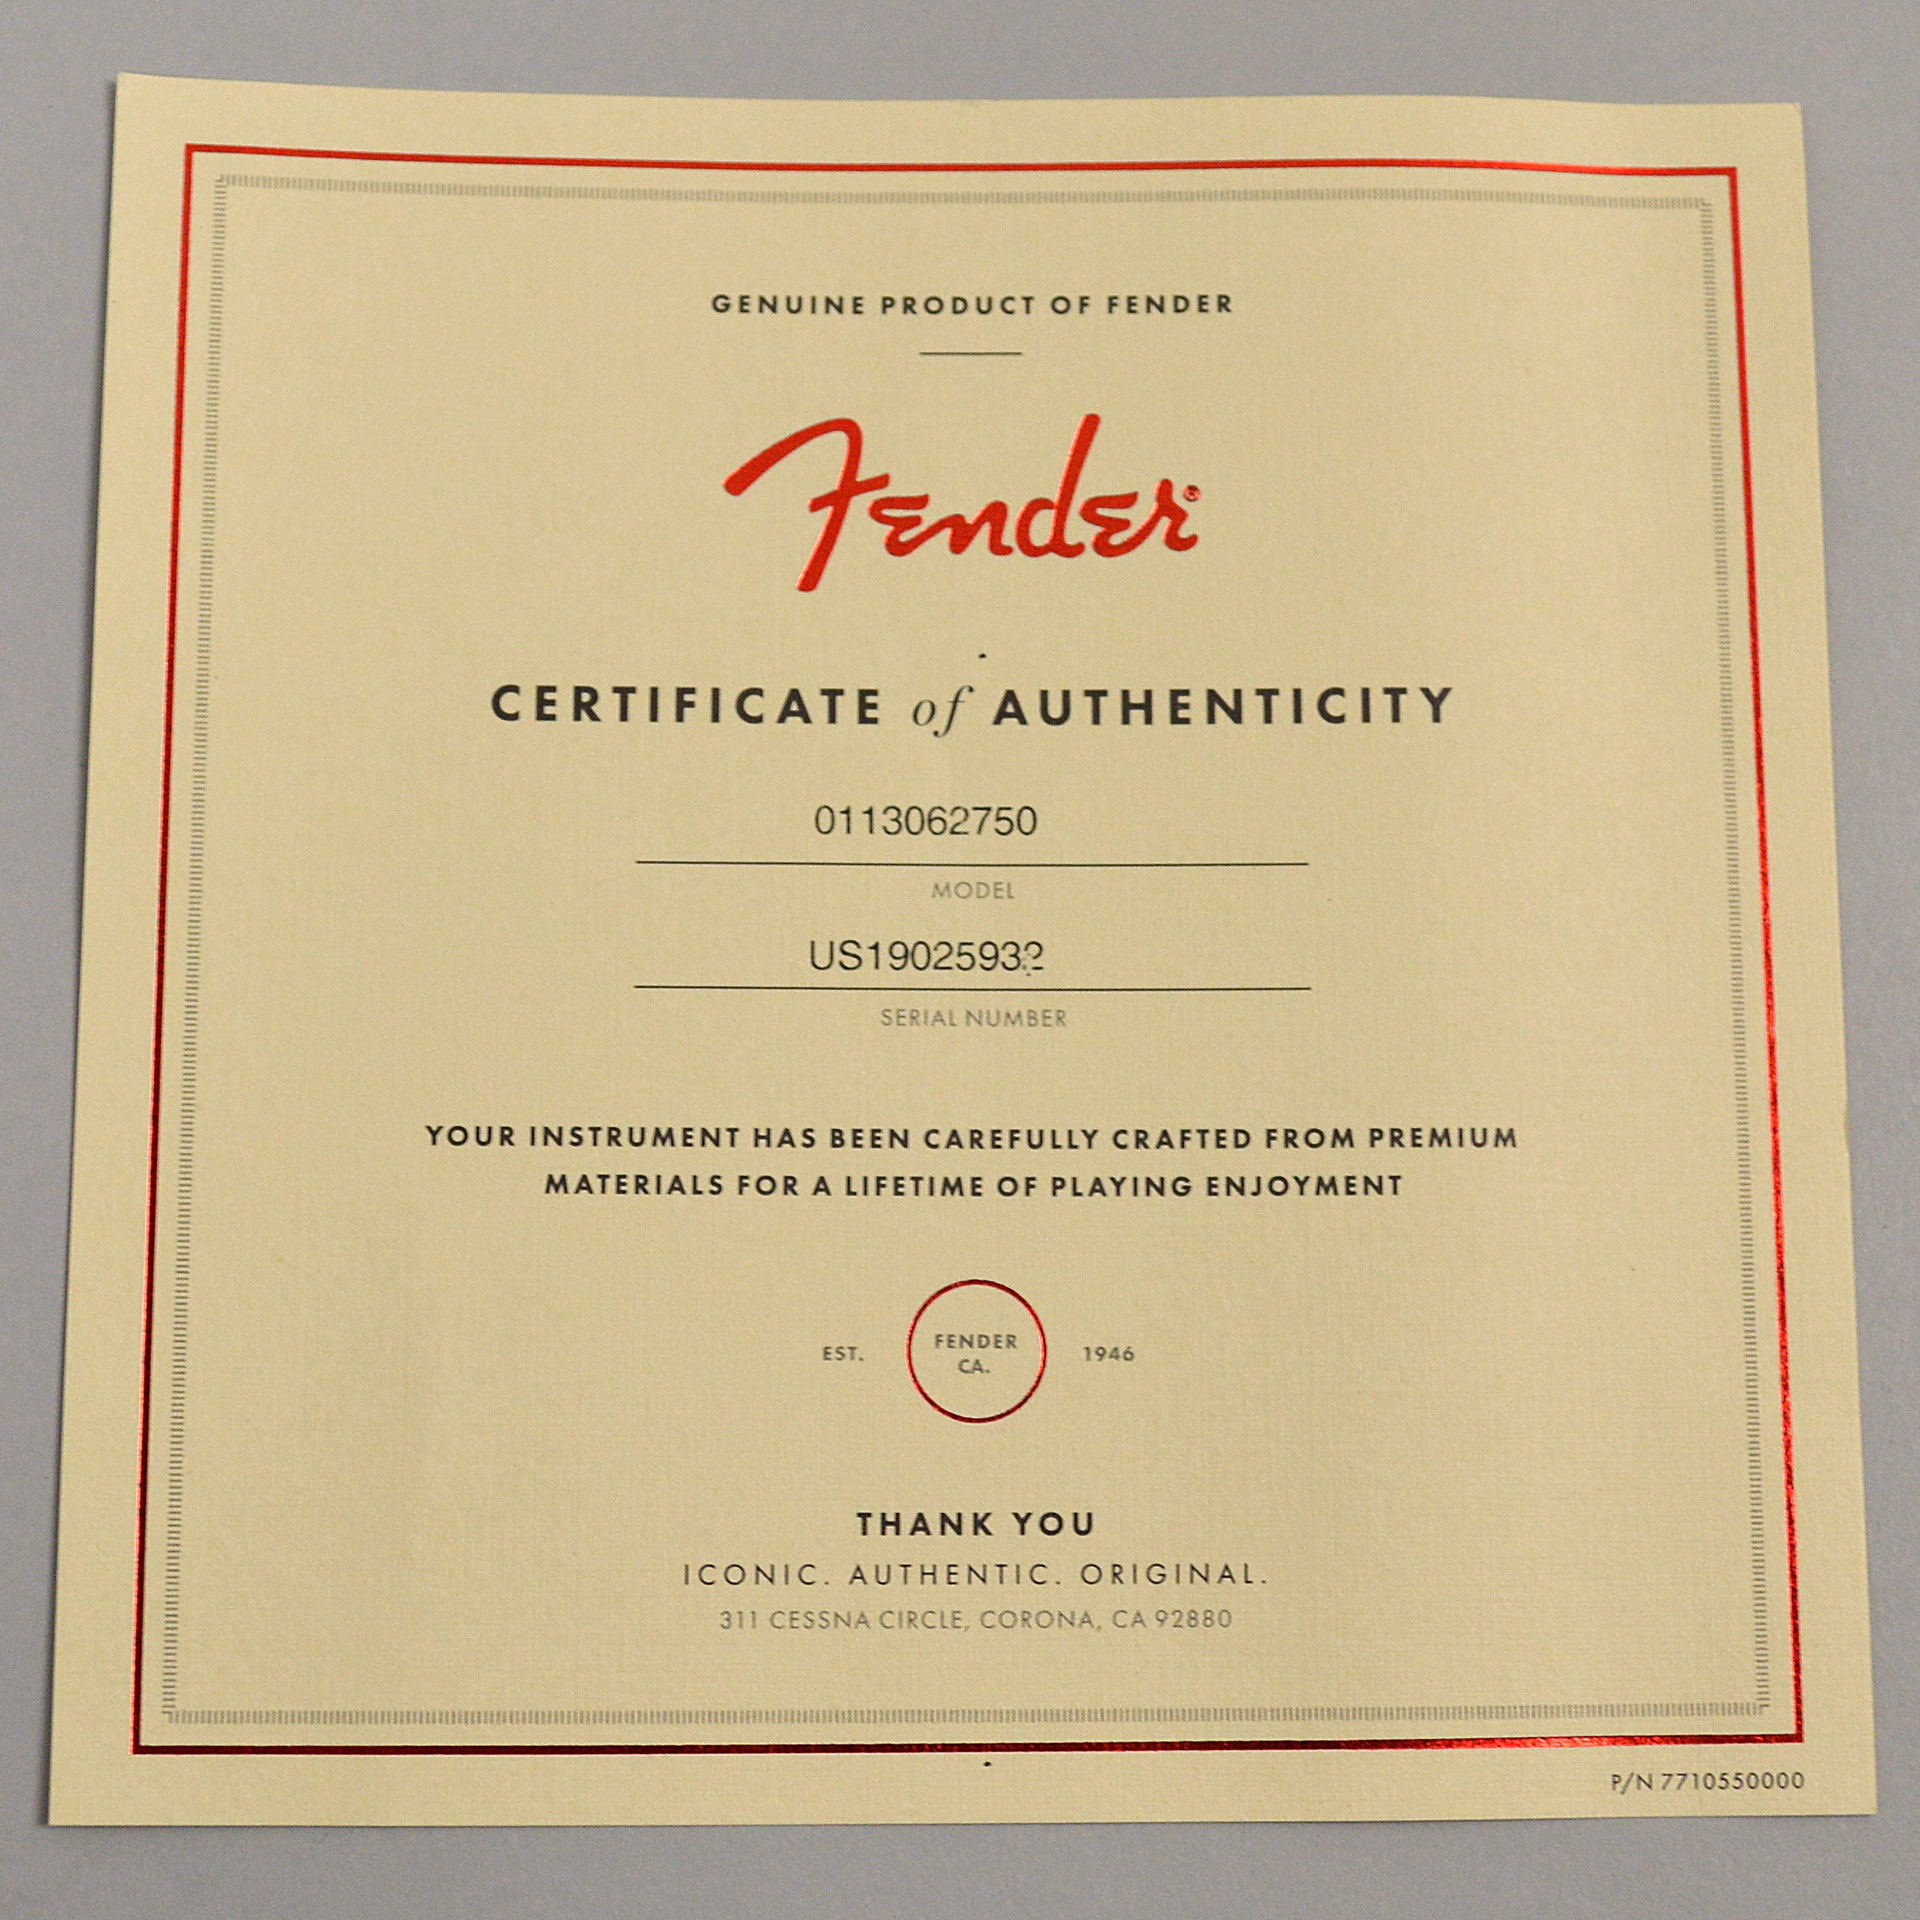 GENUINE PRODUCT OF FENDER
Fender®
CERTIFICATE of AUTHENTICITY
0113062750
MODEL
US19025932
SERIAL NUMBER
YOUR INSTRUMENT HAS BEEN CAREFULLY CRAFTED FROM PREMIUM
MATERIALS FOR A LIFETIME OF PLAYING ENJOYMENT
EST. FENDER 1946
CA.
THANK YOU
ICONIC. AUTHENTIC. ORIGINAL.
311 CESSNA CIRCLE, CORONA, CA 92880
P/N 7710550000